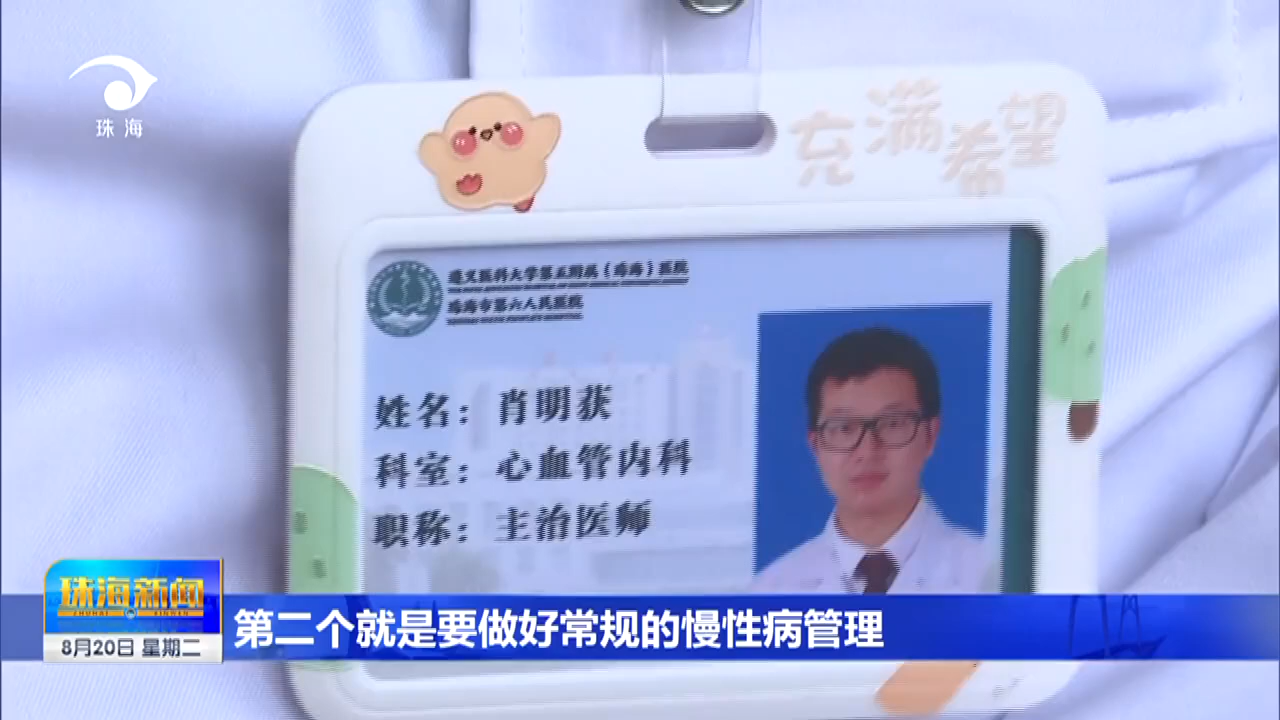 珠海
充满希望
遵义医科大学第五附属（珠海）医院
珠海市第六人民医院
姓名：肖明获
科室：心血管内科
职称：主治医师
珠海新闻
ZHUHAI XINWEN
8月20日 星期二
第二个就是要做好常规的慢性病管理